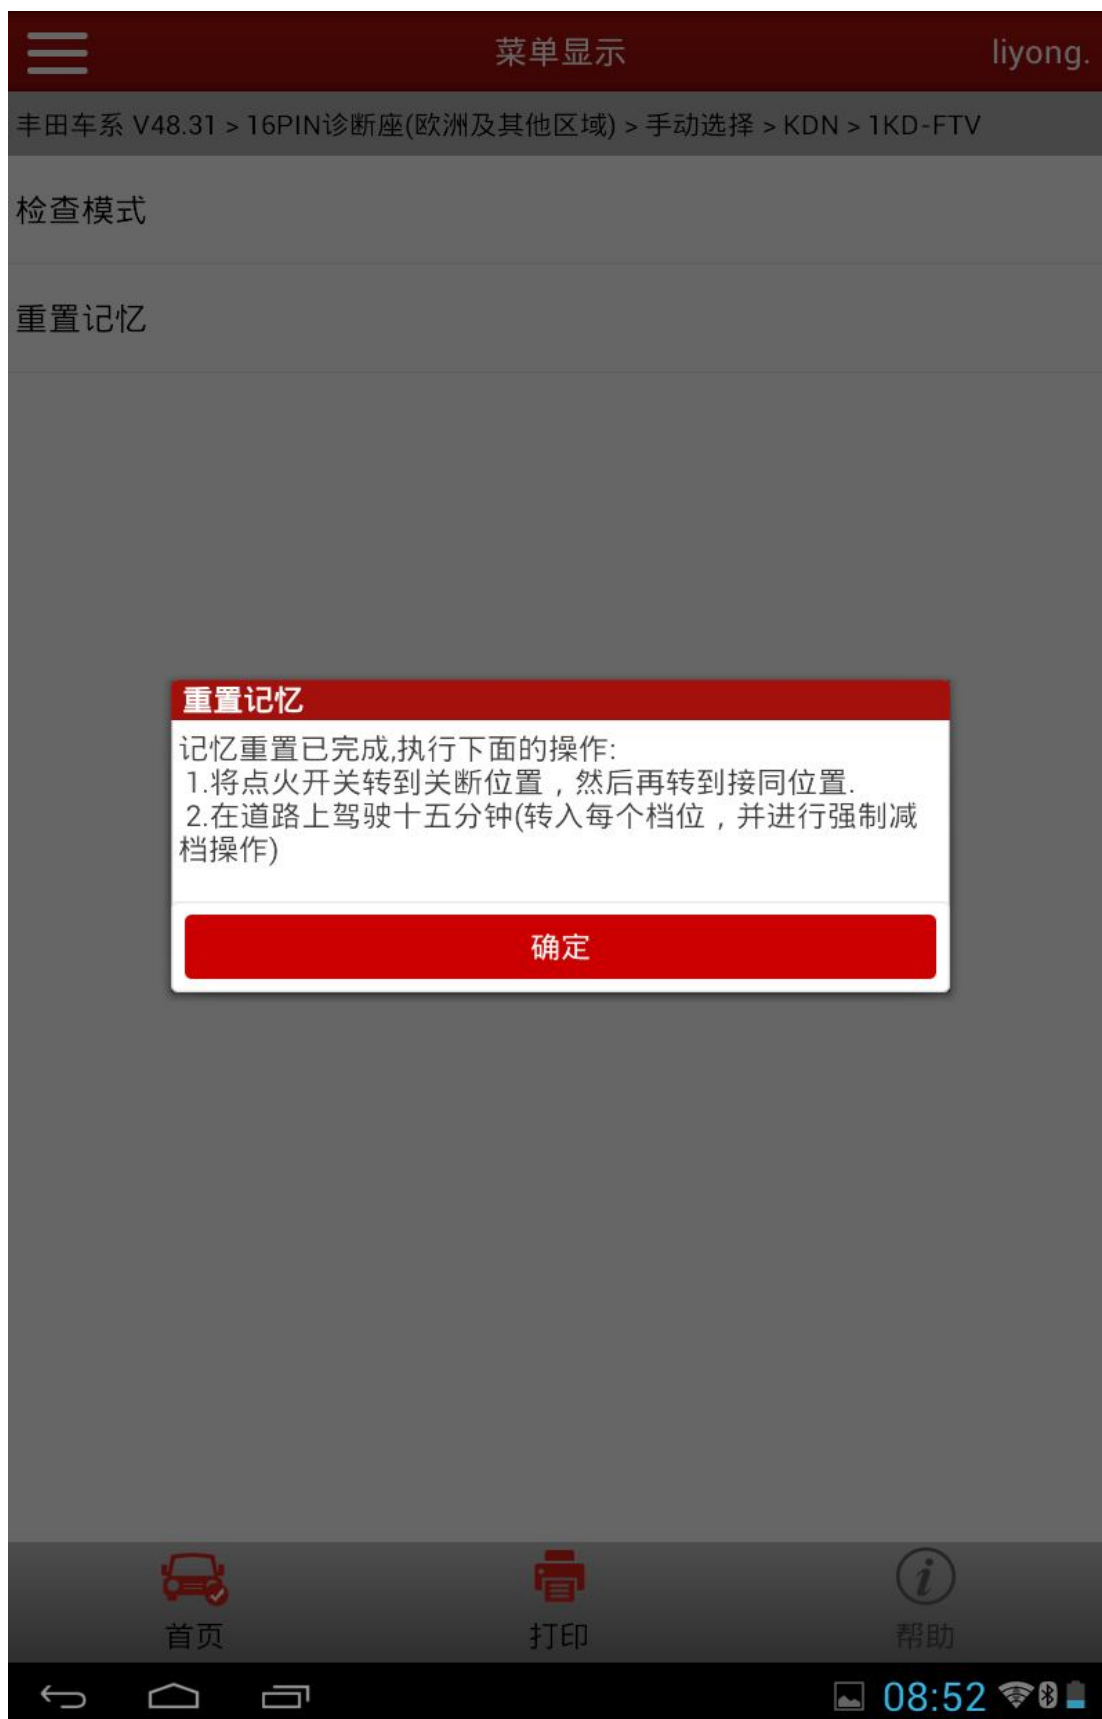 菜单显示
liyong.
丰田车系 V48.31 > 16PIN诊断座(欧洲及其他区域) > 手动选择 > KDN > 1KD-FTV
检查模式
重置记忆
重置记忆
记忆重置已完成,执行下面的操作:
1.将点火开关转到关断位置，然后再转到接同位置.
2.在道路上驾驶十五分钟(转入每个档位，并进行强制减
档操作)
确定
首页
打印
帮助
08:52